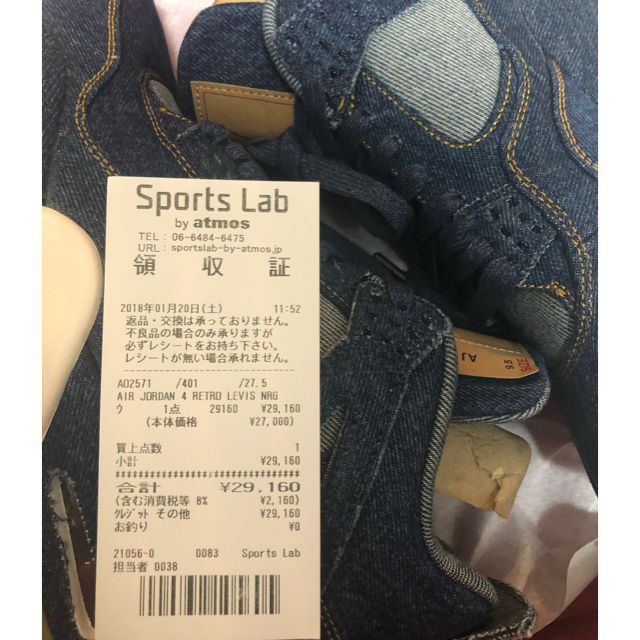 Sports Lab
by atmos
TEL : 06-6484-6475
URL : sportslab-by-atmos.jp
領 収 証
2018年01月20日(土) 11:52
返品・交換は承っておりません。
不良品の場合のみ承りますが
必ずレシートをお持ち下さい。
レシートが無い場合承れません。
AO2571 /401 /27.5
AIR JORDAN 4 RETRO LEVIS NRG
ウ 1点 29160 ¥29,160
(本体価格 ¥27,000)
買上点数 1
小計 ¥29,160
合計 ¥29,160
(含む消費税等 8% ¥2,160)
クレジット その他 ¥29,160
お釣り ¥0
21056-0 0083 Sports Lab
担当者 0038
AJ
9.5
SIZE